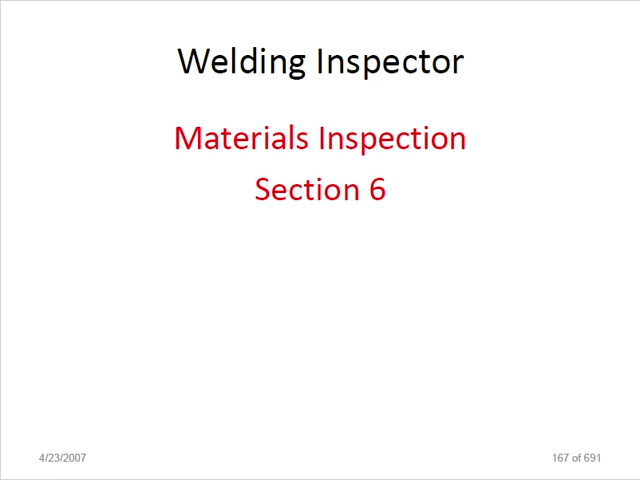 Welding Inspector
Materials Inspection
Section 6
4/23/2007
167 of 691